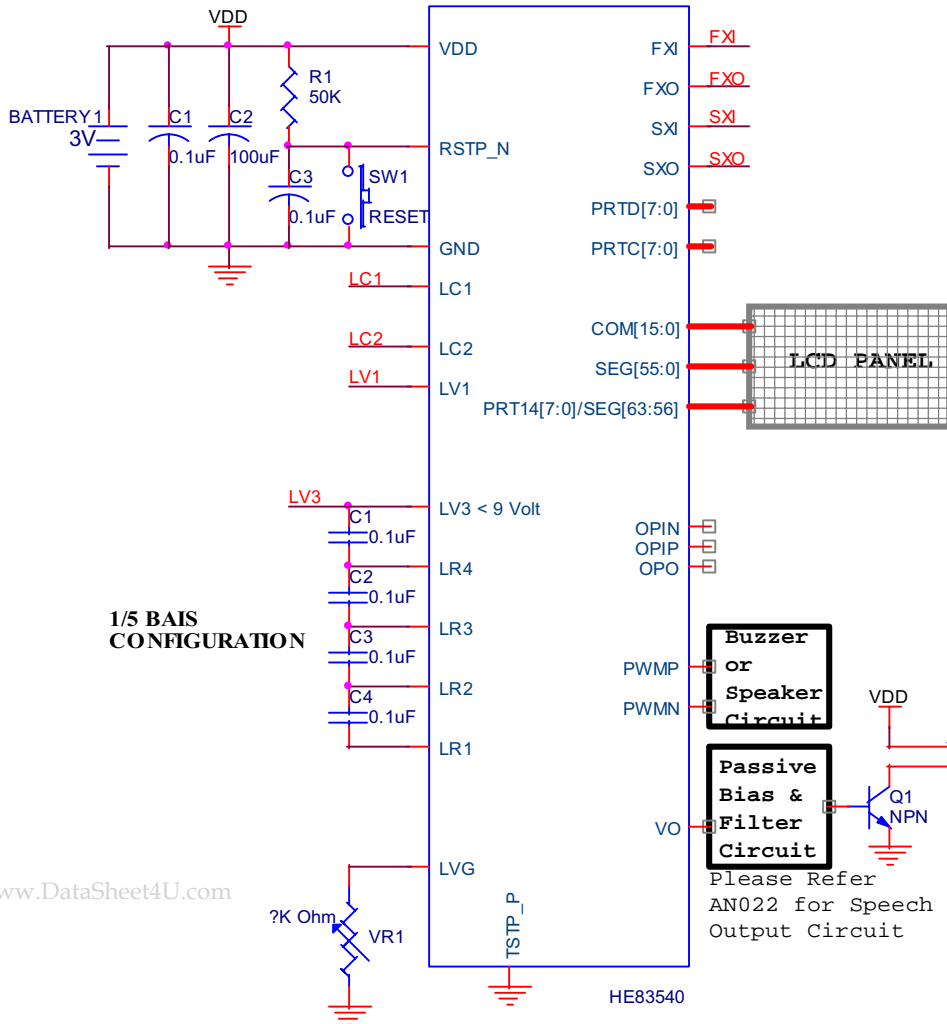 VDD
VDD
FXI
FXI
R1
50K
FXO
FXO
BATTERY1
3V
C1
0.1uF
C2
100uF
SXI
SXI
RSTP_N
SXO
SXO
C3
0.1uF
SW1
RESET
PRTD[7:0]
GND
PRTC[7:0]
LC1
LC1
COM[15:0]
LC2
LC2
LCD PANEL
SEG[55:0]
LV1
LV1
PRT14[7:0]/SEG[63:56]
LV3
LV3 < 9 Volt
C1
0.1uF
OPIN
OPIP
LR4
OPO
C2
0.1uF
1/5 BAIS
CONFIGURATION
LR3
C3
0.1uF
Buzzer
or
Speaker
Circuit
PWMP
LR2
PWMN
C4
0.1uF
VDD
LR1
Passive
Bias &
Filter
Circuit
Q1
NPN
VO
LVG
Please Refer
AN022 for Speech
Output Circuit
ww.DataSheet4U.com
?K Ohm
VR1
TSTP_P
HE83540